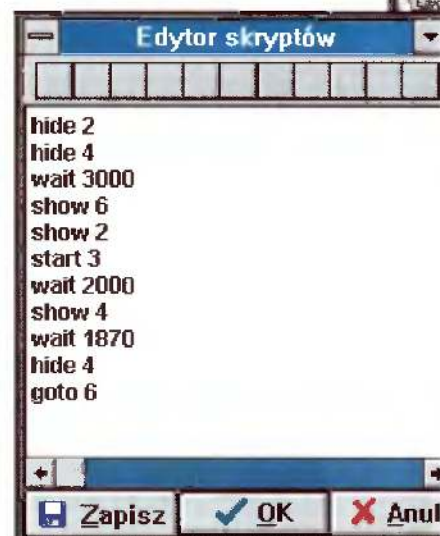 Edytor skryptów
hide 2
hide 4
wait 3000
show 6
show 2
start 3
wait 2000
show 4
wait 1870
hide 4
goto 6
Zapisz OK Anul